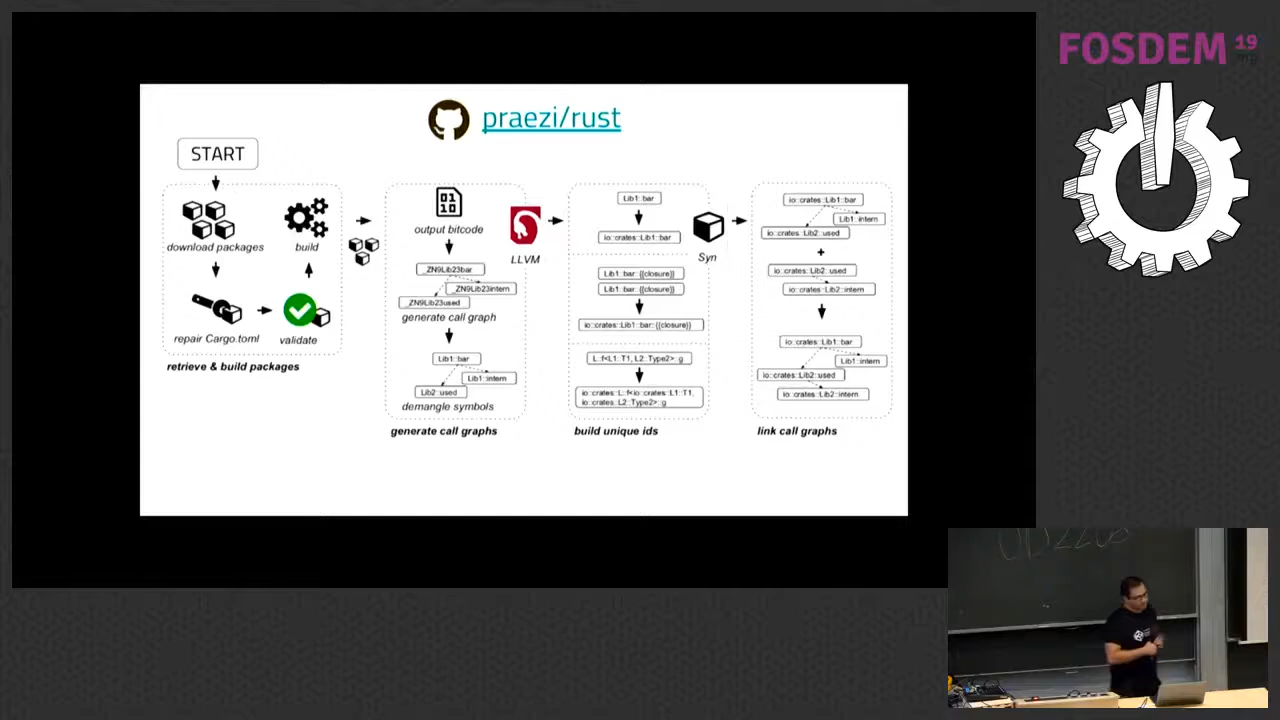 FOSDEM 19
praezi/rust
START
download packages
build
repair Cargo.toml
validate
retrieve & build packages
01
10
output bitcode
_ZN9Lib23bar
_ZN9Lib23intern
_ZN9Lib23used
generate call graph
Lib1::bar
Lib1::intern
Lib2::used
demangle symbols
generate call graphs
LLVM
Lib1::bar
io::crates::Lib1::bar
Lib1::bar::{{closure}}
Lib1::bar::{{closure}}
io::crates::Lib1::bar::{{closure}}
L::f<L1::T1, L2::Type2>::g
io::crates::L::f<io::crates::L1::T1,
io::crates::L2::Type2>::g
build unique ids
Syn
io::crates::Lib1::bar
Lib1::intern
io::crates::Lib2::used
+
io::crates::Lib2::used
io::crates::Lib2::intern
io::crates::Lib1::bar
Lib1::intern
io::crates::Lib2::used
io::crates::Lib2::intern
link call graphs